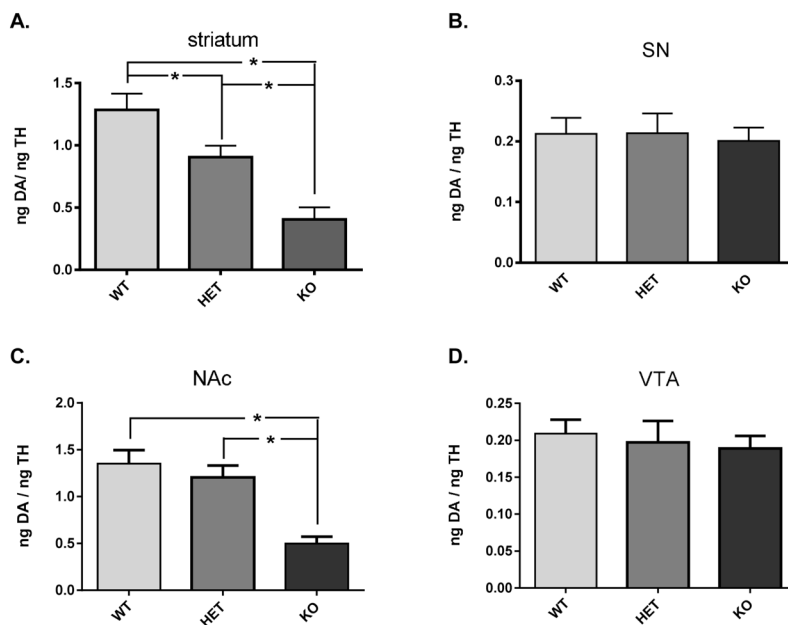 A.
striatum
ng DA/ ng TH
1.5
1.0
0.5
0.0
*
*
*
WT
HET
KO
B.
SN
ng DA / ng TH
0.3
0.2
0.1
0.0
WT
HET
KO
C.
NAc
ng DA / ng TH
2.0
1.5
1.0
0.5
0.0
*
*
WT
HET
KO
D.
VTA
ng DA / ng TH
0.25
0.20
0.15
0.10
0.05
0.00
WT
HET
KO